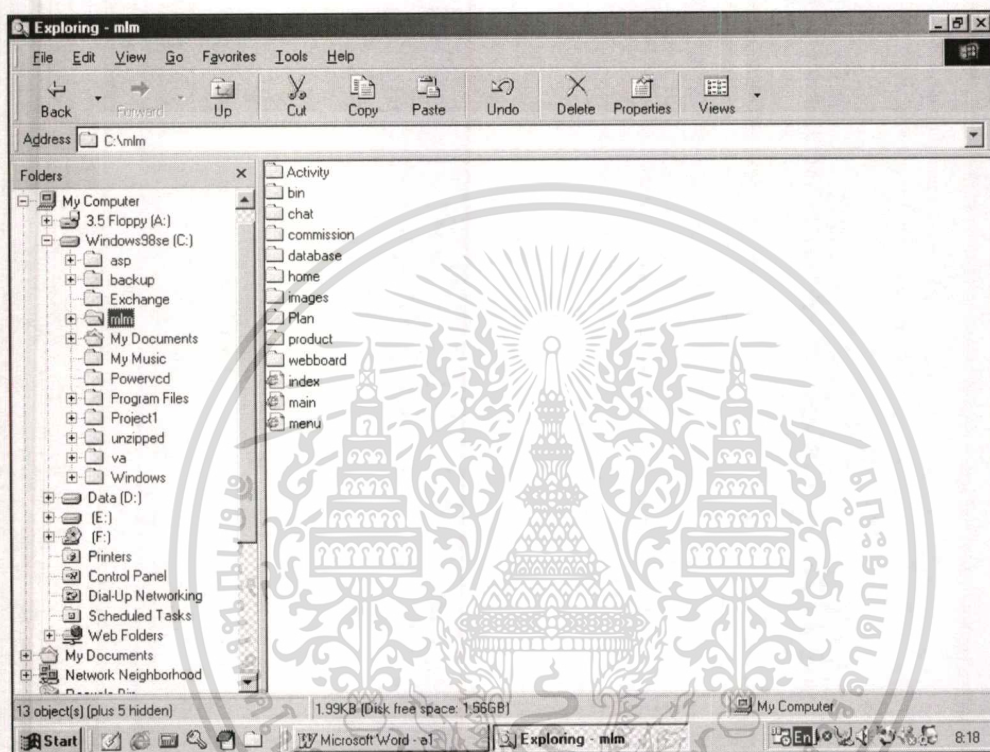 Exploring - mlm
File Edit View Go Favorites Tools Help
Back Forward Up Cut Copy Paste Undo Delete Properties Views
Address C:\mlm
Folders
My Computer
3.5 Floppy (A:)
Windows98se (C:)
asp
backup
Exchange
mlm
My Documents
My Music
Powervcd
Program Files
Project1
unzipped
va
Windows
Data (D:)
(E:)
(F:)
Printers
Control Panel
Dial-Up Networking
Scheduled Tasks
Web Folders
My Documents
Network Neighborhood
Recycle Bin
Activity
bin
chat
commission
database
home
images
Plan
product
webboard
index
main
menu
13 object(s) (plus 5 hidden) 1.99KB (Disk free space: 1.56GB) My Computer
Start Microsoft Word - a1 Exploring - mlm En 8:18